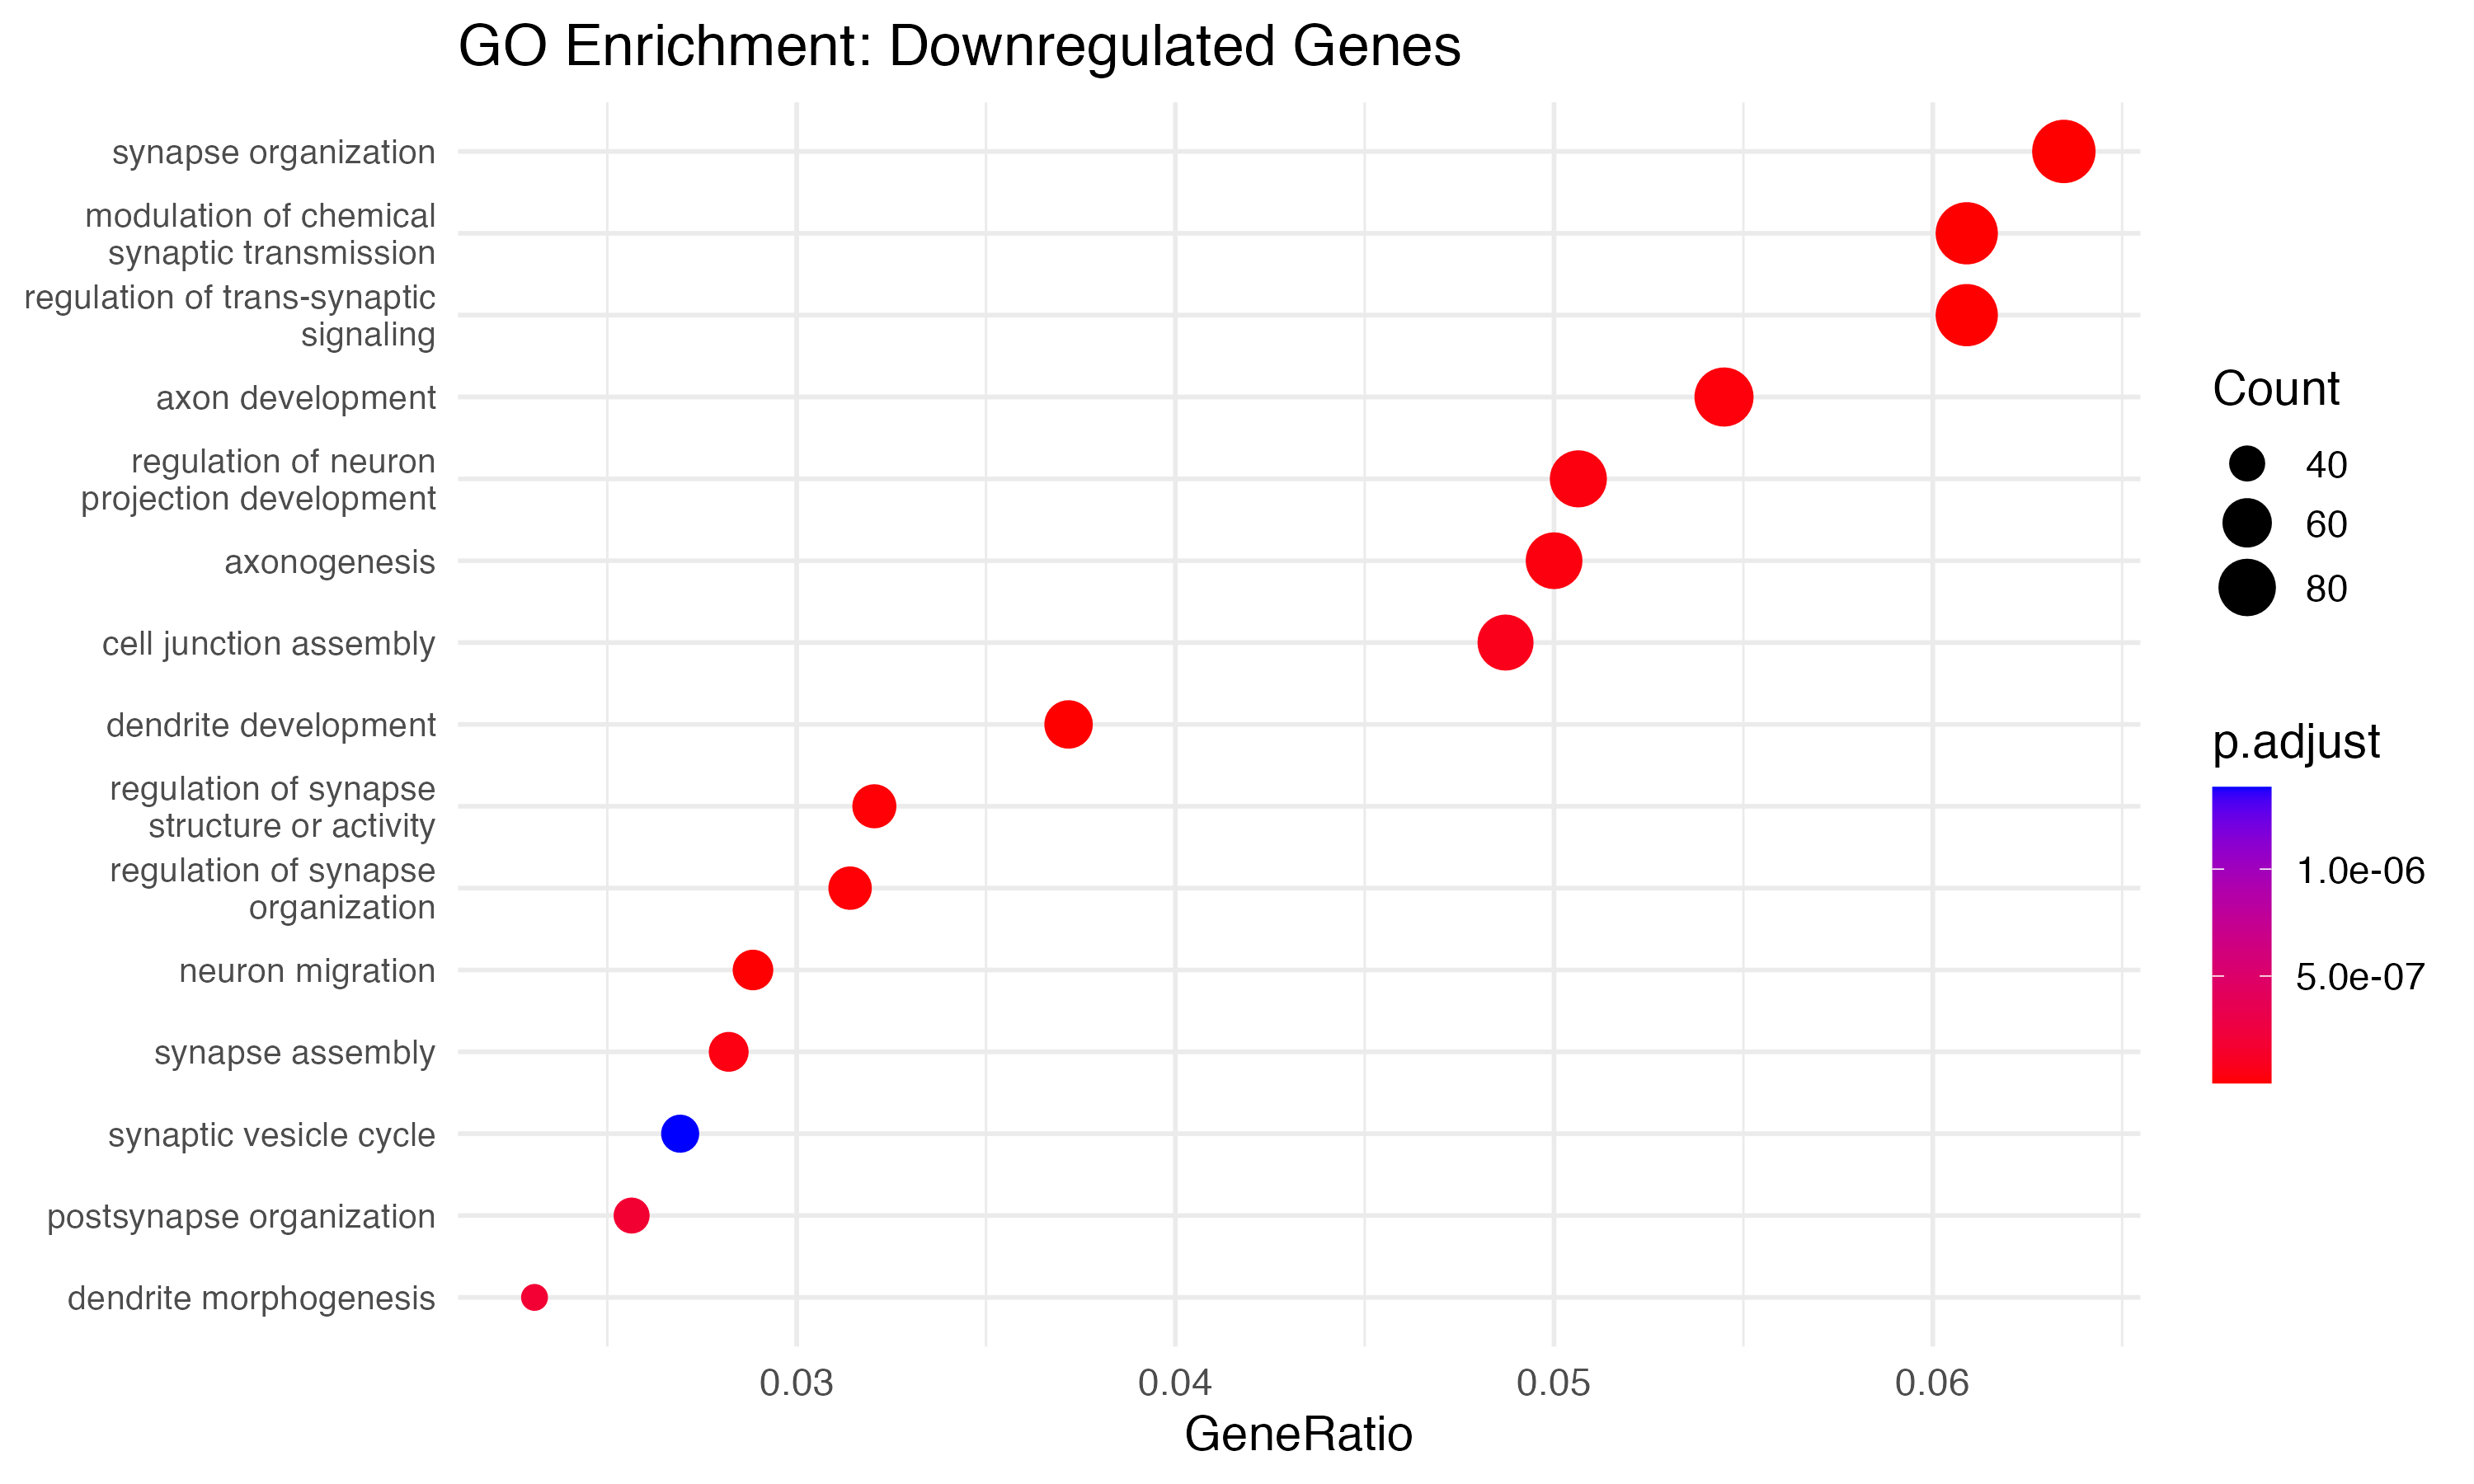 GO Enrichment: Downregulated Genes
synapse organization
modulation of chemical
synaptic transmission
regulation of trans-synaptic
signaling
axon development
regulation of neuron
projection development
axonogenesis
cell junction assembly
dendrite development
regulation of synapse
structure or activity
regulation of synapse
organization
neuron migration
synapse assembly
synaptic vesicle cycle
postsynapse organization
dendrite morphogenesis
0.03
0.04
0.05
0.06
GeneRatio
Count
40
60
80
p.adjust
1.0e-06
5.0e-07